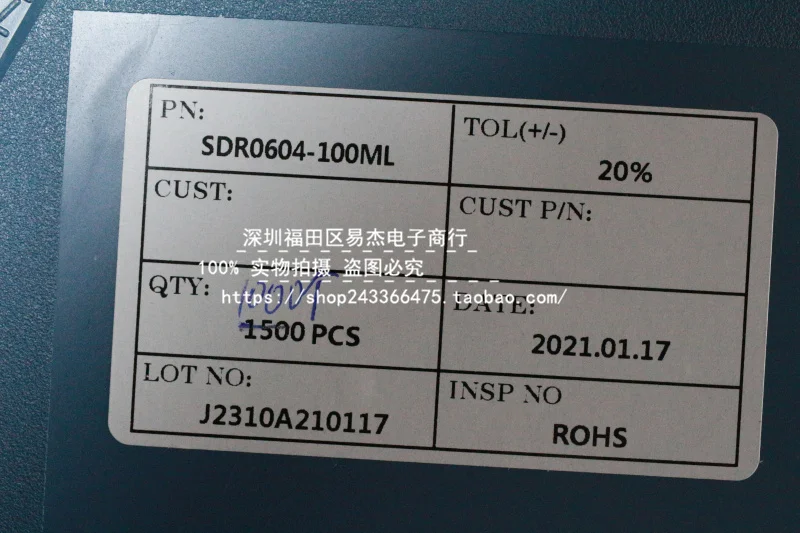 PN:
SDR0604-100ML
TOL(+/-)
20%
CUST:
CUST P/N:
深圳福田区易杰电子商行
100% 实物拍摄 盗图必究
https://shop243366475.taobao.com/
QTY:
1500 PCS
DATE:
2021.01.17
LOT NO:
J2310A210117
INSP NO
ROHS